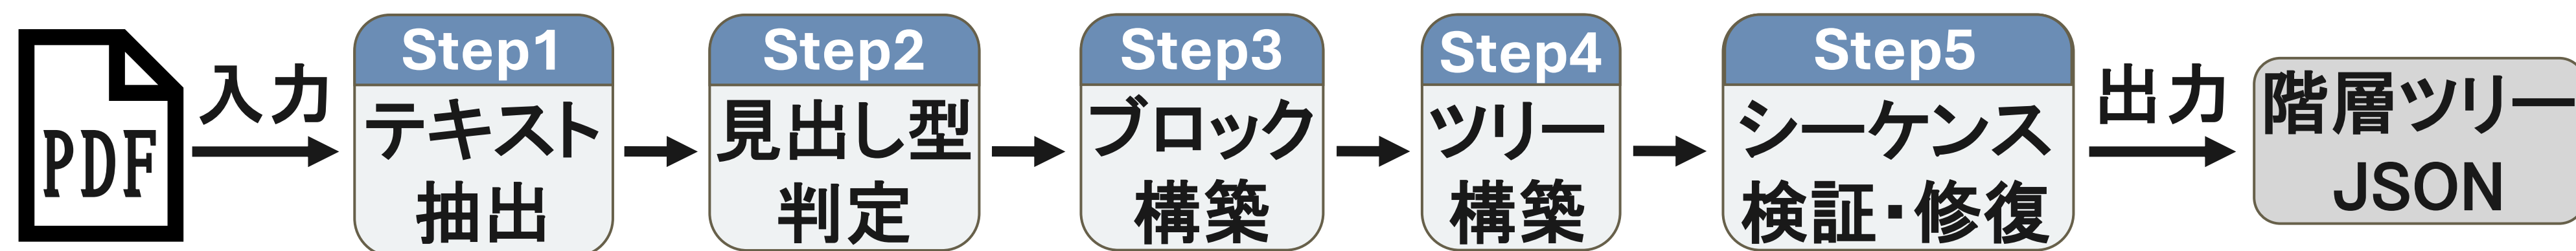 PDF
入力
Step1
テキスト
抽出
Step2
見出し型
判定
Step3
ブロック
構築
Step4
ツリー
構築
Step5
シーケンス
検証・修復
出力
階層ツリー
JSON